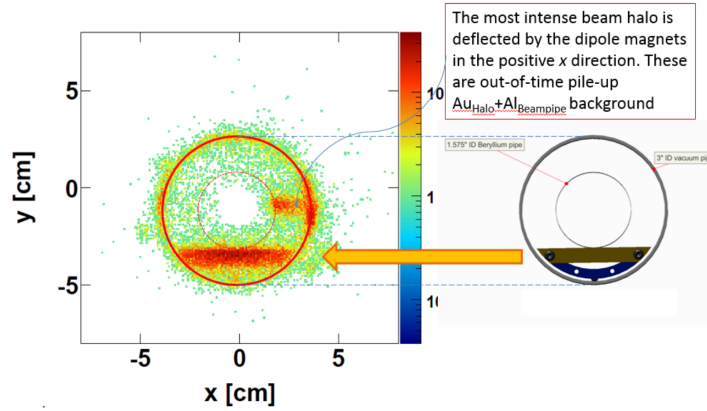 The most intense beam halo is
deflected by the dipole magnets
in the positive x direction. These
are out-of-time pile-up
AuHalo+AlBeampipe background
5
0
-5
y [cm]
-5
0
5
x [cm]
10
1
10
1.575" ID Beryllium pipe
3" ID vacuum pi